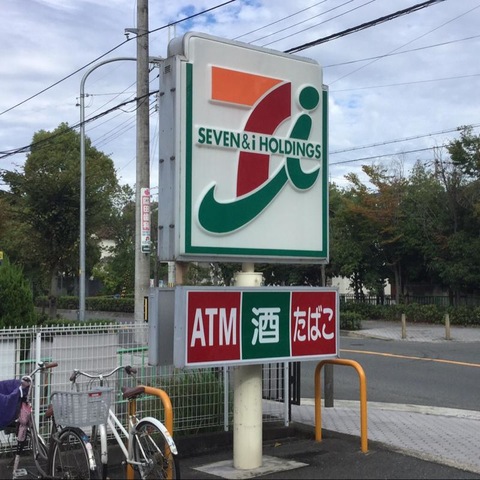 SEVEN&i HOLDINGS
ATM 酒 たばこ